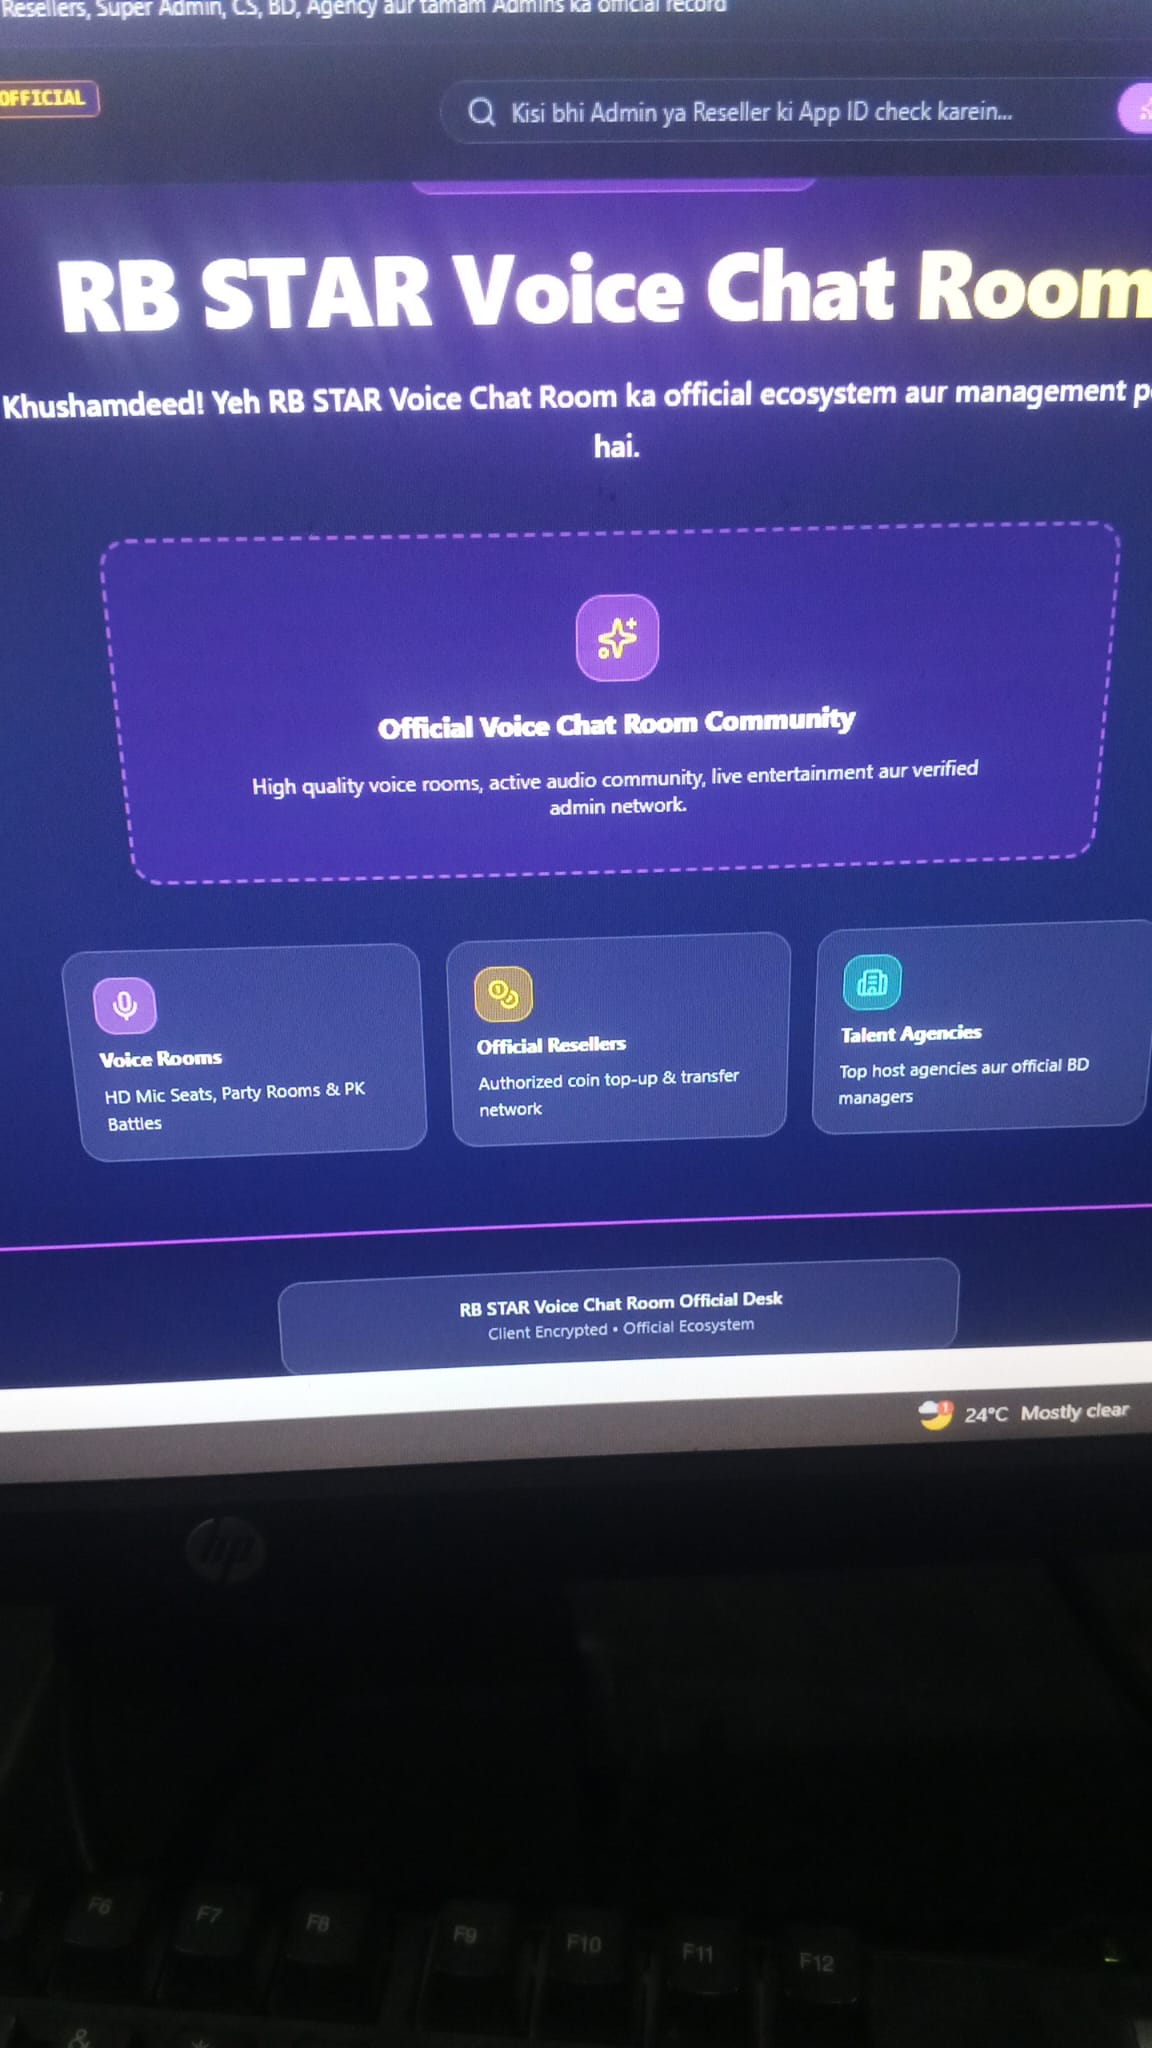 Resellers, Super Admin, CS, BD, Agency aur tamam Admins ka official record
OFFICIAL
Kisi bhi Admin ya Reseller ki App ID check karein...
RB STAR Voice Chat Room
Khushamdeed! Yeh RB STAR Voice Chat Room ka official ecosystem aur management
hai.
Official Voice Chat Room Community
High quality voice rooms, active audio community, live entertainment aur verified
admin network.
Voice Rooms
HD Mic Seats, Party Rooms & PK
Battles
Official Resellers
Authorized coin top-up & transfer
network
Talent Agencies
Top host agencies aur official BD
managers
RB STAR Voice Chat Room Official Desk
Client Encrypted • Official Ecosystem
1
24°C Mostly clear
hp
F6 F7 F8 F9 F10 F11 F12
&